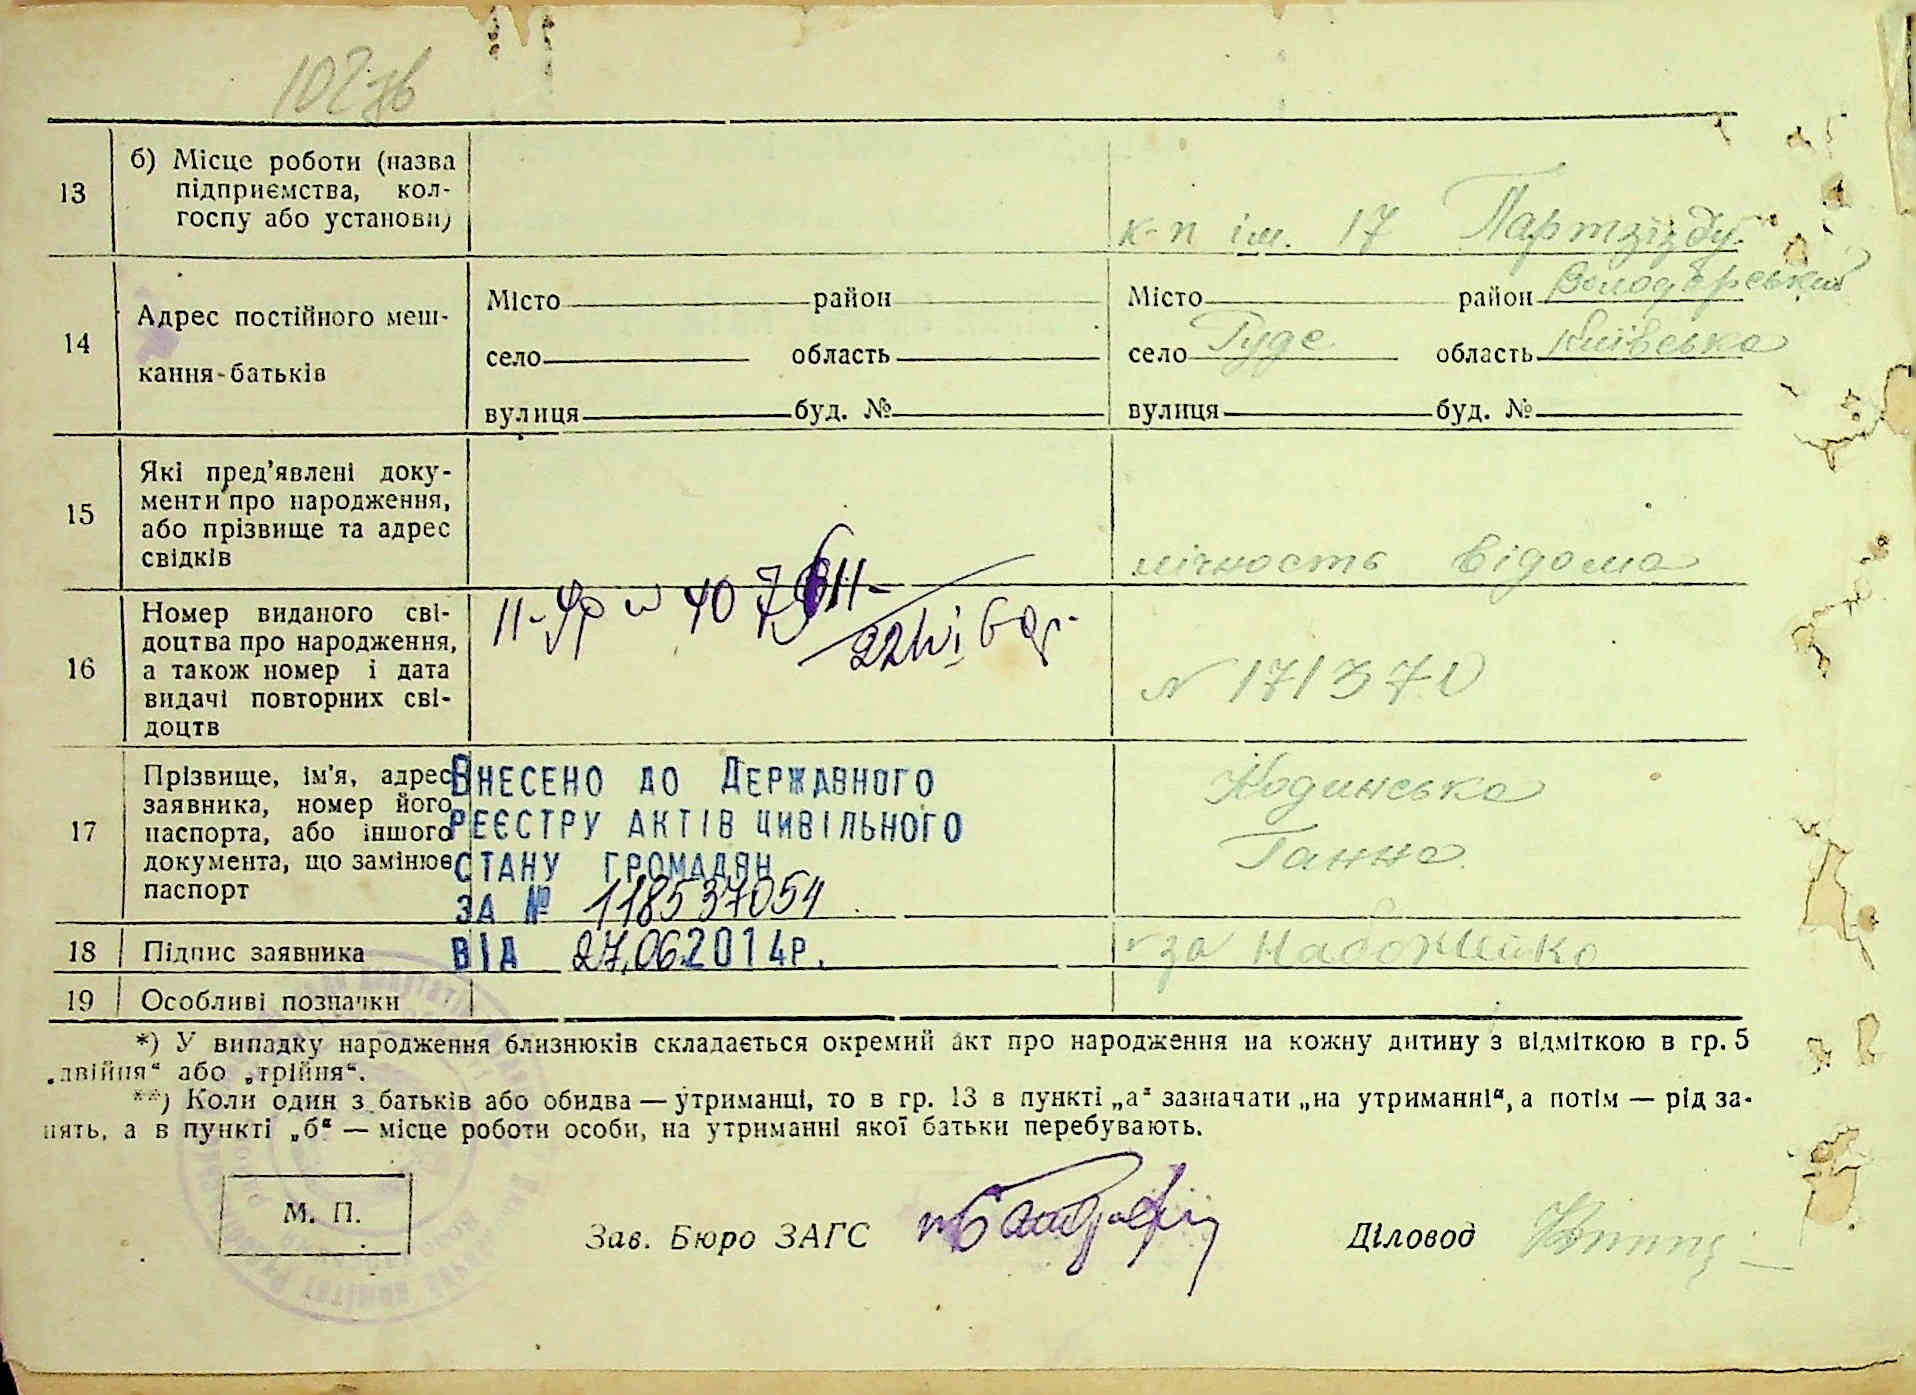 102 зв
13
б) Місце роботи (назва
підприємства, кол-
госпу або установи)
к-п ім. 17 Партзїзду
14
Адрес постійного меш-
кання-батьків
Місто район
село область
вулиця буд. №
Місто район Володарський
село Руде область Київська
вулиця буд. №
15
Які пред’явлені доку-
менти про народження,
або прізвище та адрес
свідків
лічность відома
16
Номер виданого сві-
доцтва про народження,
а також номер і дата
видачі повторних сві-
доцтв
N 171370
17
Прізвище, ім’я, адрес
заявника, номер його
паспорта, або іншого
документа, що замінює
паспорт
Внесено до Державного
реєстру актів цивільного
стану громадян
за № 118537054
від 27.06.2014р.
Ганна
18
Підпис заявника
за
19
Особливі позначки
*) У випадку народження близнюків складається окремий акт про народження на кожну дитину з відміткою в гр. 5
„двійня“ або „трійня“.
**) Коли один з батьків або обидва — утриманці, то в гр. 13 в пункті „а“ зазначати „на утриманні“, а потім — рід за-
нять, а в пункті „б“ — місце роботи особи, на утриманні якої батьки перебувають.
М. П.
Зав. Бюро ЗАГС
Діловод